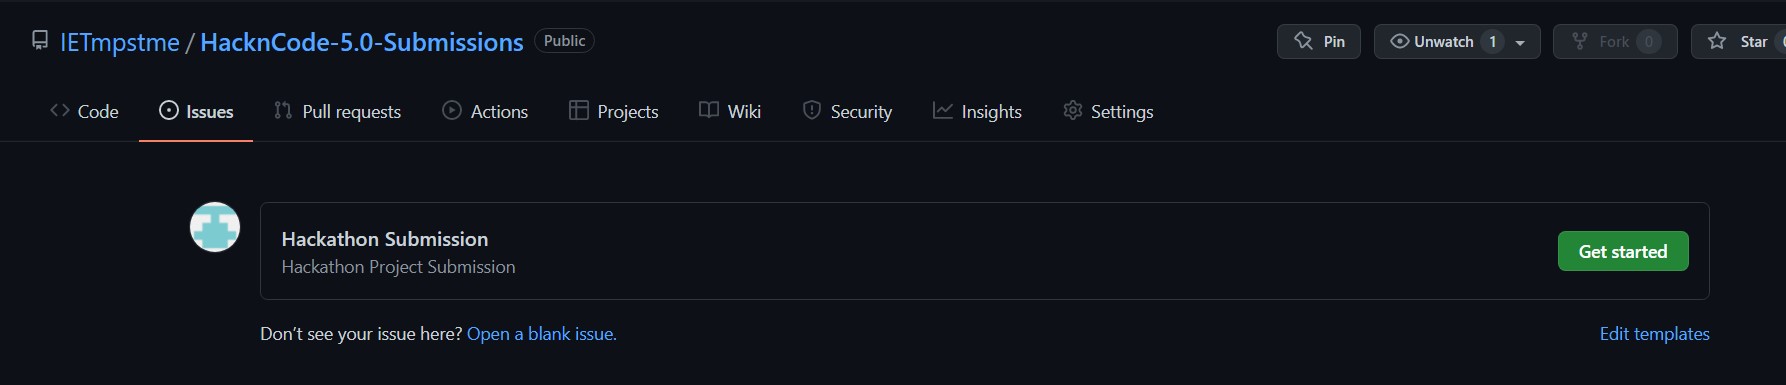 IETmpstme / HacknCode-5.0-Submissions Public Pin Unwatch 1 Fork 0 Star
Code Issues Pull requests Actions Projects Wiki Security Insights Settings
Hackathon Submission
Hackathon Project Submission
Get started
Don't see your issue here? Open a blank issue.
Edit templates